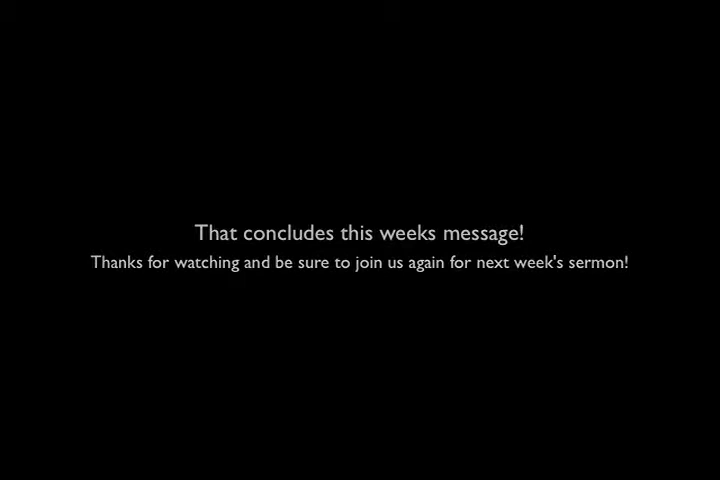 That concludes this weeks message!
Thanks for watching and be sure to join us again for next week's sermon!